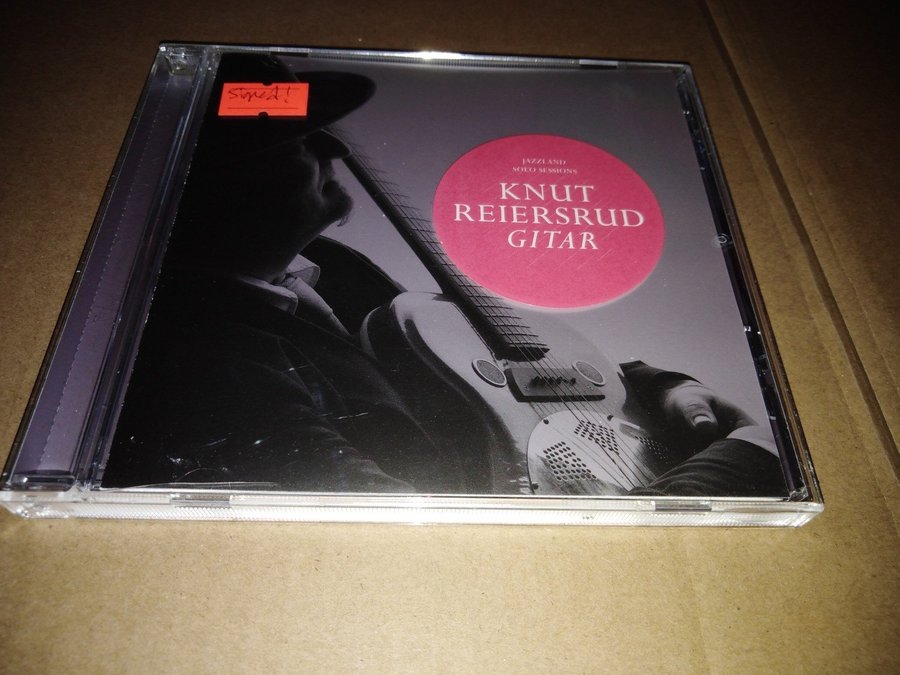 signed!
JAZZLAND
SOLO SESSIONS
KNUT
REIERSRUD
GITAR